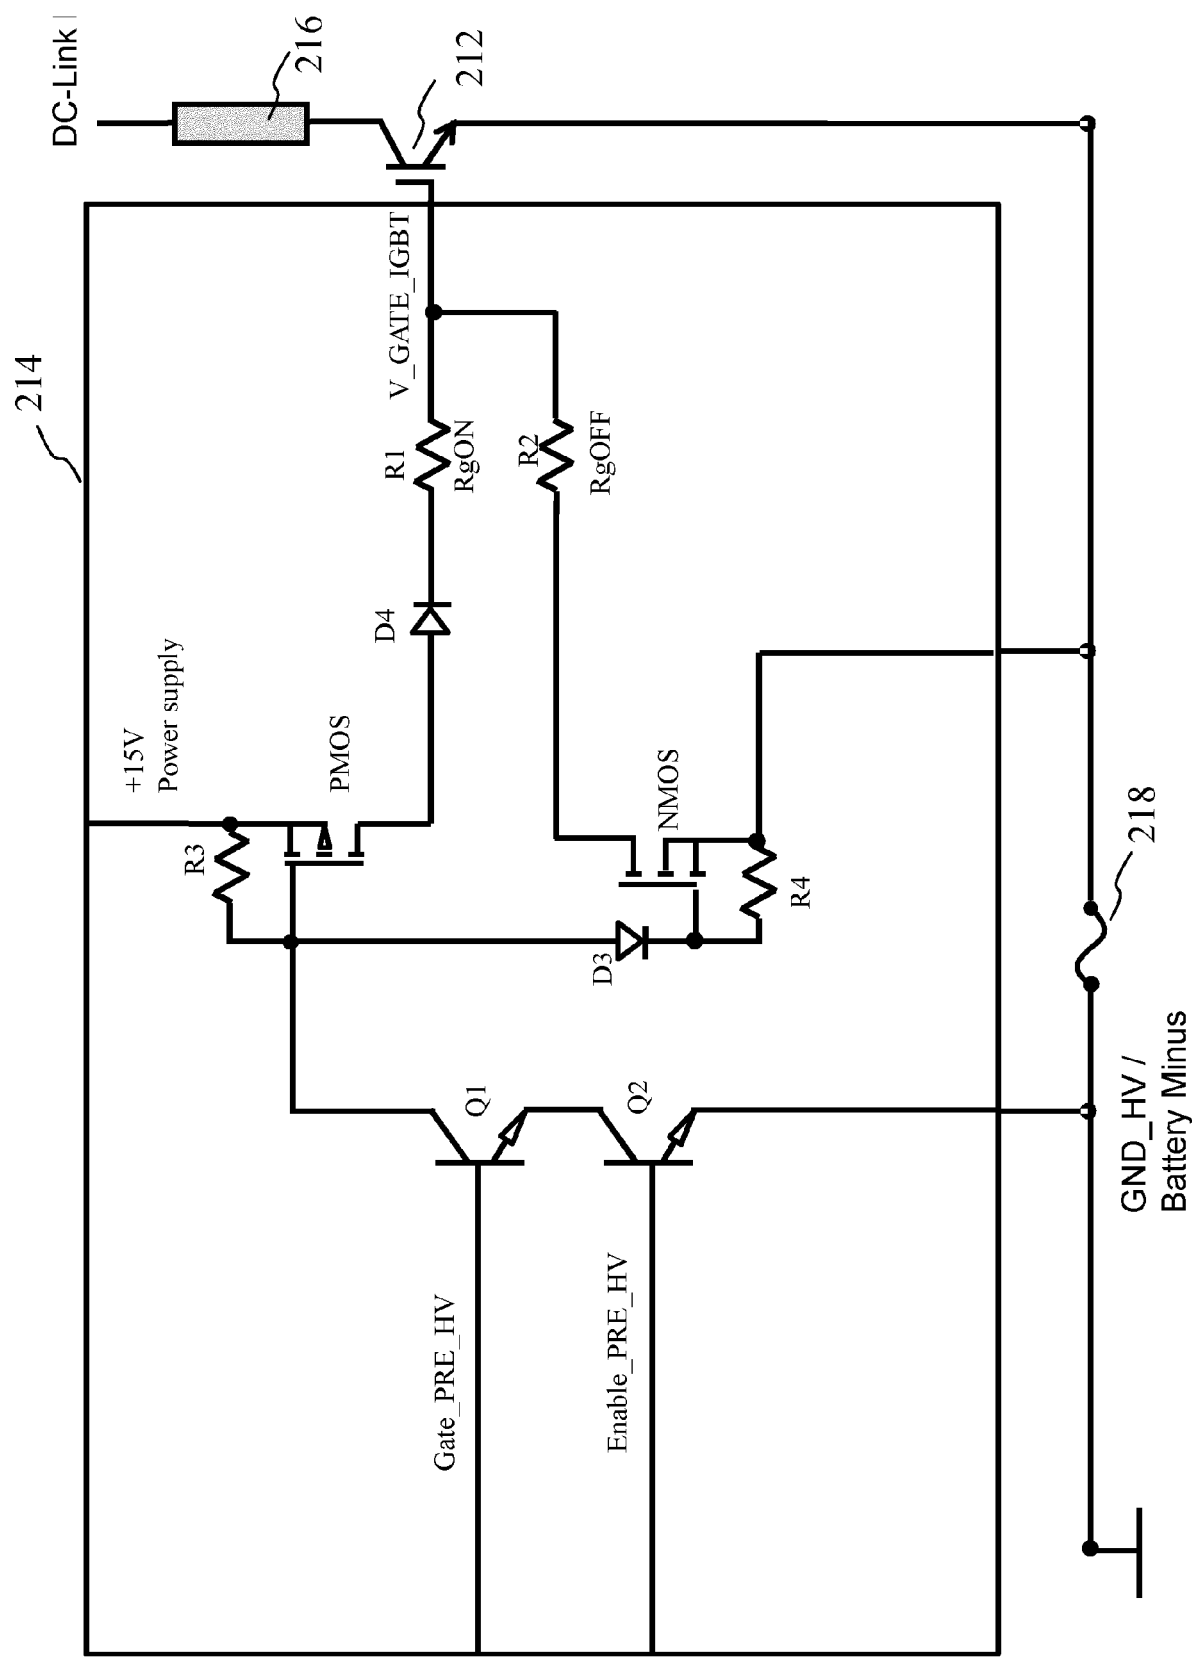 DC-Link
216
212
214
V_GATE_IGBT
R1
RgON
R2
RgOFF
D4
+15V
Power supply
PMOS
R3
NMOS
R4
D3
218
Q1
Q2
GND_HV /
Battery Minus
Gate_PRE_HV
Enable_PRE_HV